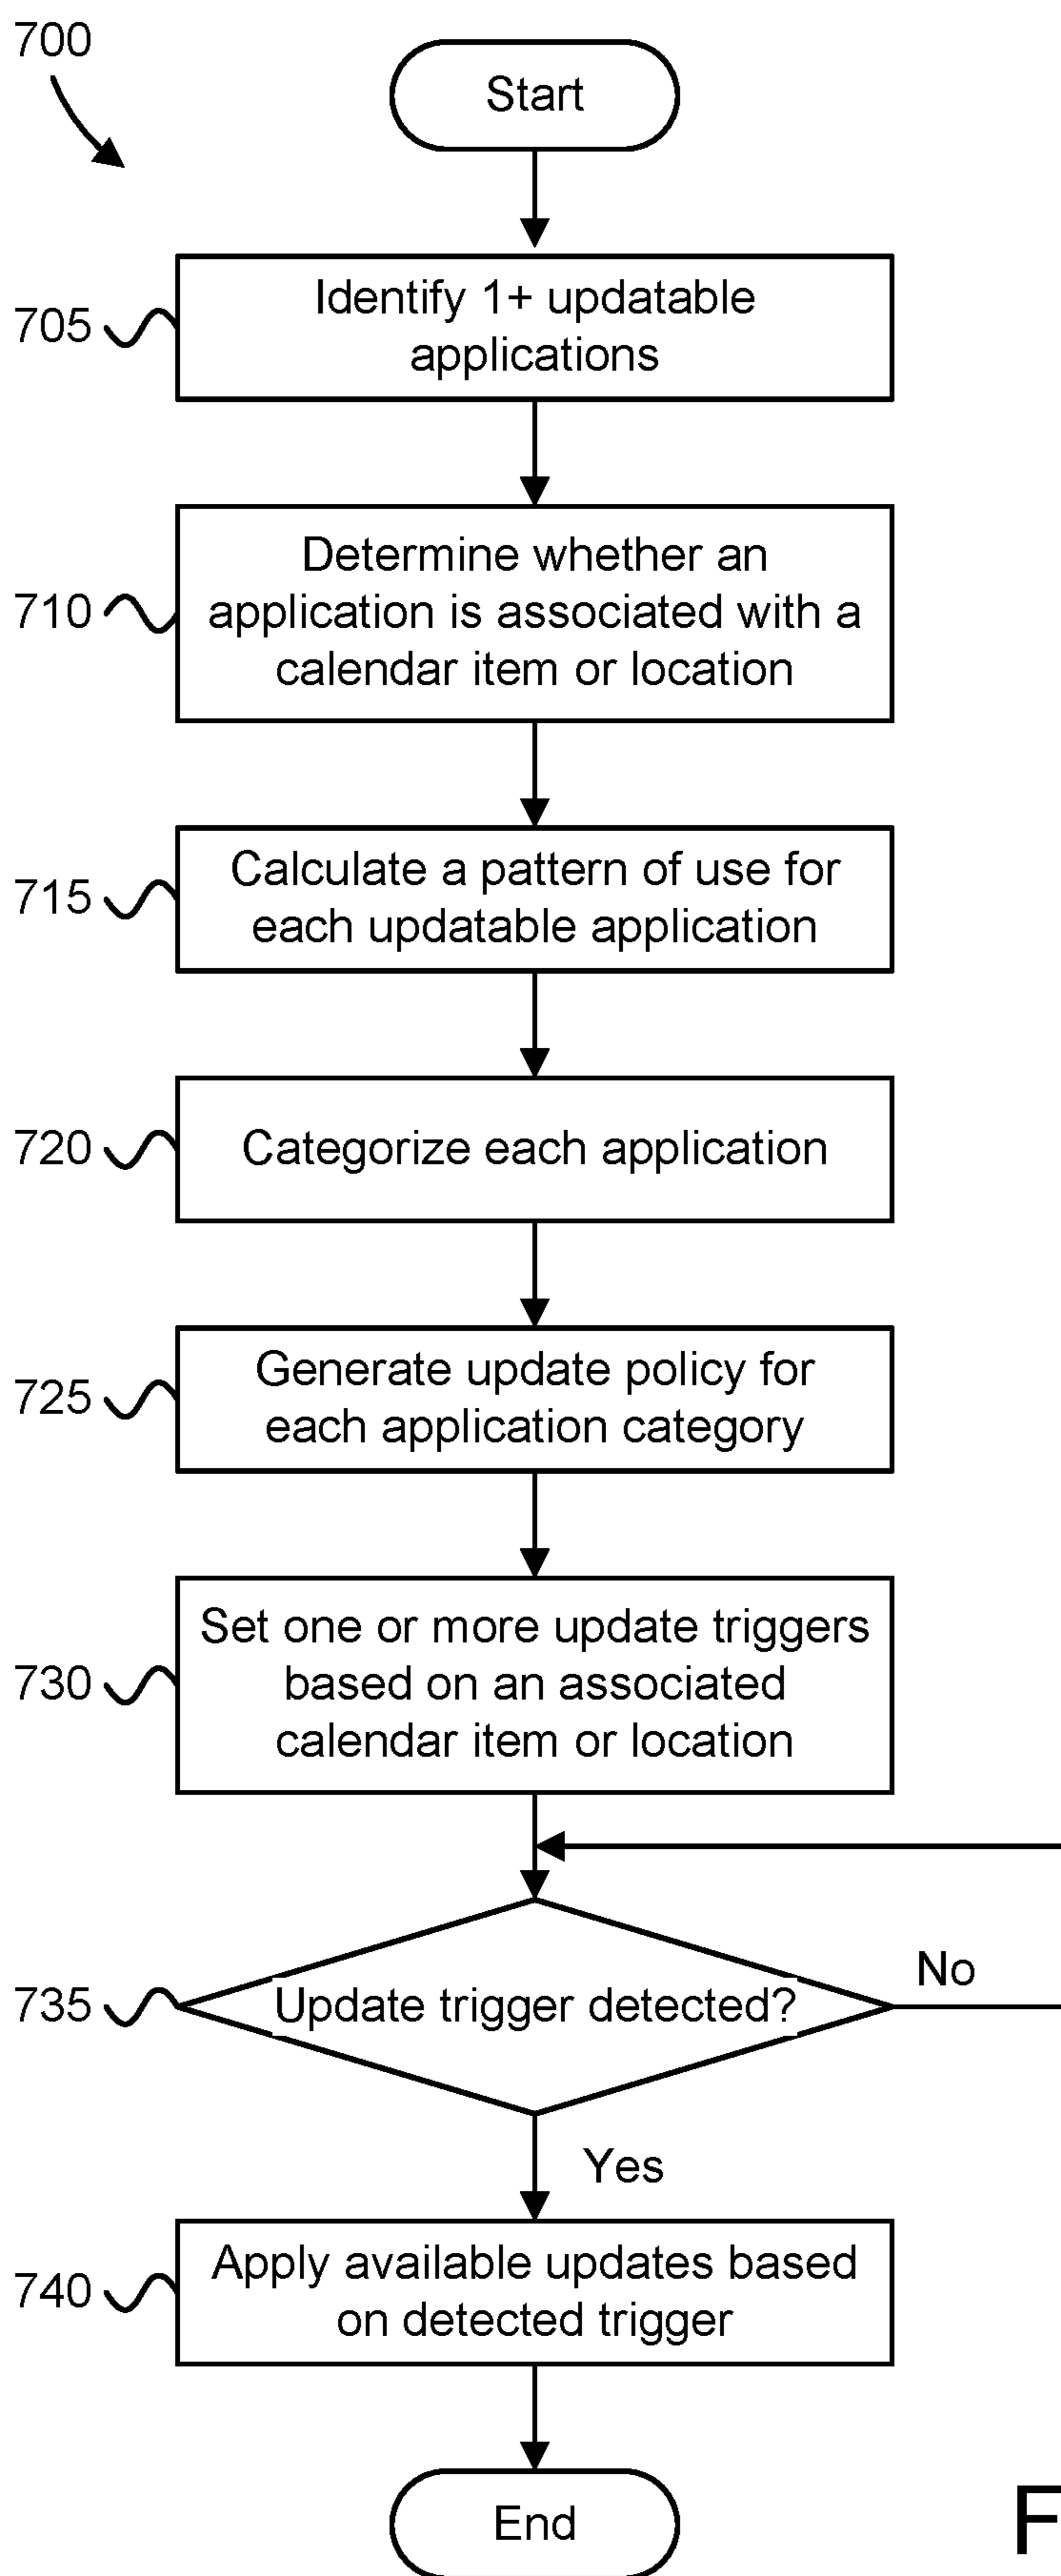 700
Start
705
Identify 1+ updatable
applications
710
Determine whether an
application is associated with a
calendar item or location
715
Calculate a pattern of use for
each updatable application
720
Categorize each application
725
Generate update policy for
each application category
730
Set one or more update triggers
based on an associated
calendar item or location
735
Update trigger detected?
No
Yes
740
Apply available updates based
on detected trigger
End
F